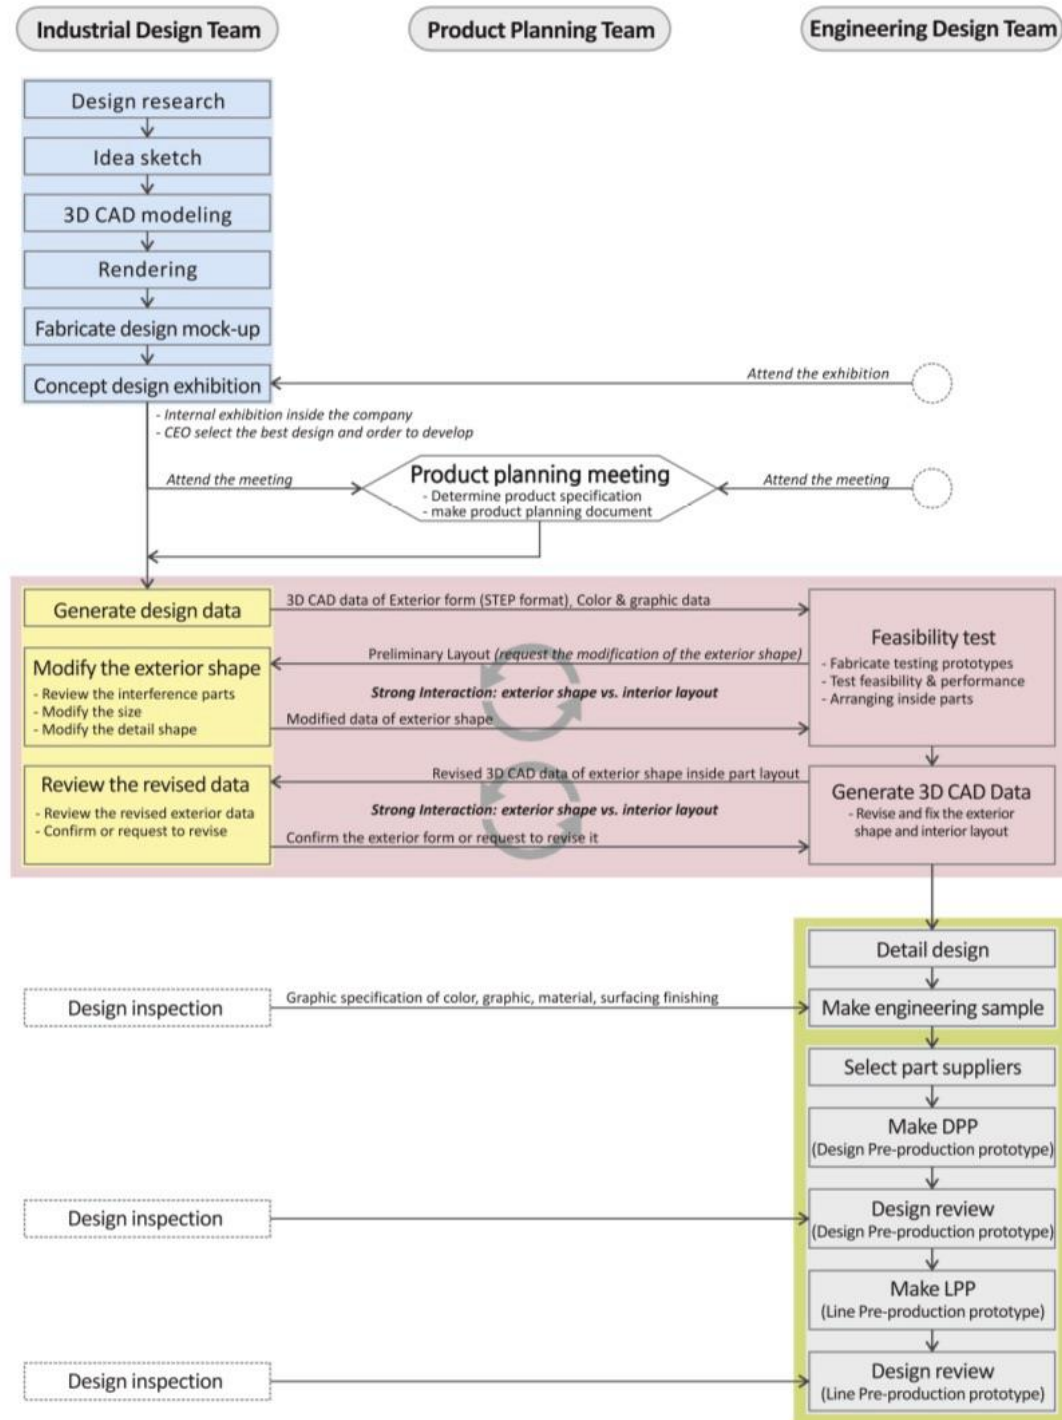 Industrial Design Team
Product Planning Team
Engineering Design Team
Design research
Idea sketch
3D CAD modeling
Rendering
Fabricate design mock-up
Concept design exhibition
Attend the exhibition
- Internal exhibition inside the company
- CEO select the best design and order to develop
Attend the meeting
Product planning meeting
- Determine product specification
- make product planning document
Attend the meeting
Generate design data
3D CAD data of Exterior form (STEP format), Color & graphic data
Feasibility test
- Fabricate testing prototypes
- Test feasibility & performance
- Arranging inside parts
Preliminary Layout (request the modification of the exterior shape)
Modify the exterior shape
- Review the interference parts
- Modify the size
- Modify the detail shape
Strong Interaction: exterior shape vs. interior layout
Modified data of exterior shape
Revised 3D CAD data of exterior shape inside part layout
Review the revised data
- Review the revised exterior data
- Confirm or request to revise
Strong Interaction: exterior shape vs. interior layout
Generate 3D CAD Data
- Revise and fix the exterior
shape and interior layout
Confirm the exterior form or request to revise it
Detail design
Design inspection
Graphic specification of color, graphic, material, surfacing finishing
Make engineering sample
Select part suppliers
Make DPP
(Design Pre-production prototype)
Design inspection
Design review
(Design Pre-production prototype)
Make LPP
(Line Pre-production prototype)
Design inspection
Design review
(Line Pre-production prototype)